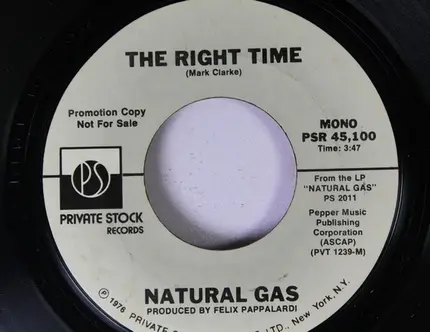 THE RIGHT TIME
(Mark Clarke)
Promotion Copy
Not For Sale
MONO
PSR 45,100
Time: 3:47
PS
PRIVATE STOCK
RECORDS
From the LP
"NATURAL GAS"
PS 2011
Pepper Music
Publishing
Corporation
(ASCAP)
(PVT 1239-M)
NATURAL GAS
PRODUCED BY FELIX PAPPALARDI
Ⓟ 1976 PRIVATE LTD. New York, N.Y.